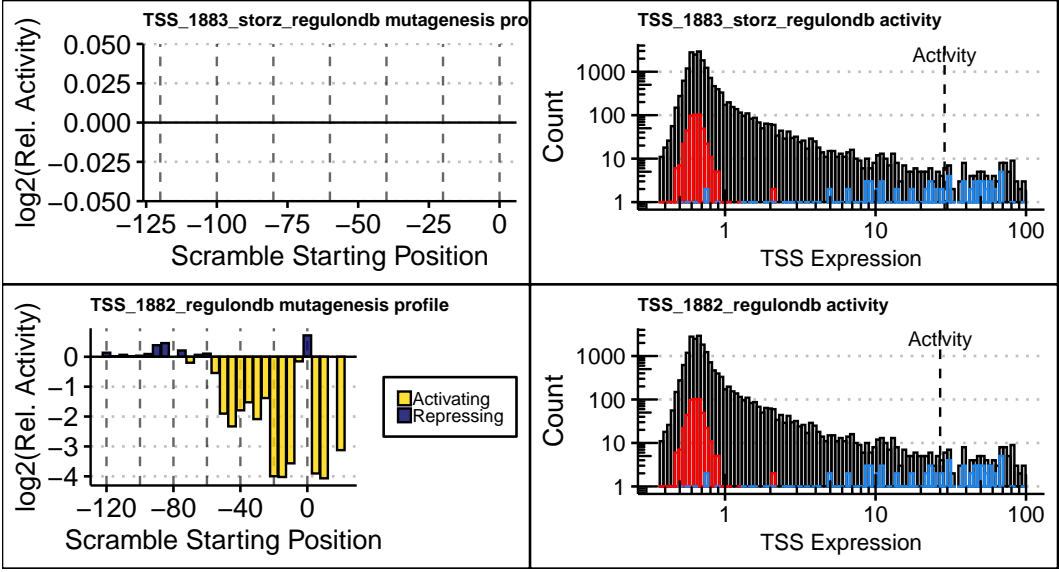 TSS_1883_storz_regulondb mutagenesis pro
log2(Rel. Activity)
0.050
0.025
0.000
−0.025
−0.050
−125 −100 −75 −50 −25 0
Scramble Starting Position
TSS_1883_storz_regulondb activity
Activity
Count
1000
100
10
1
1 10 100
TSS Expression
TSS_1882_regulondb mutagenesis profile
log2(Rel. Activity)
0
−1
−2
−3
−4
−120 −80 −40 0
Scramble Starting Position
Activating
Repressing
TSS_1882_regulondb activity
Activity
Count
1000
100
10
1
1 10 100
TSS Expression